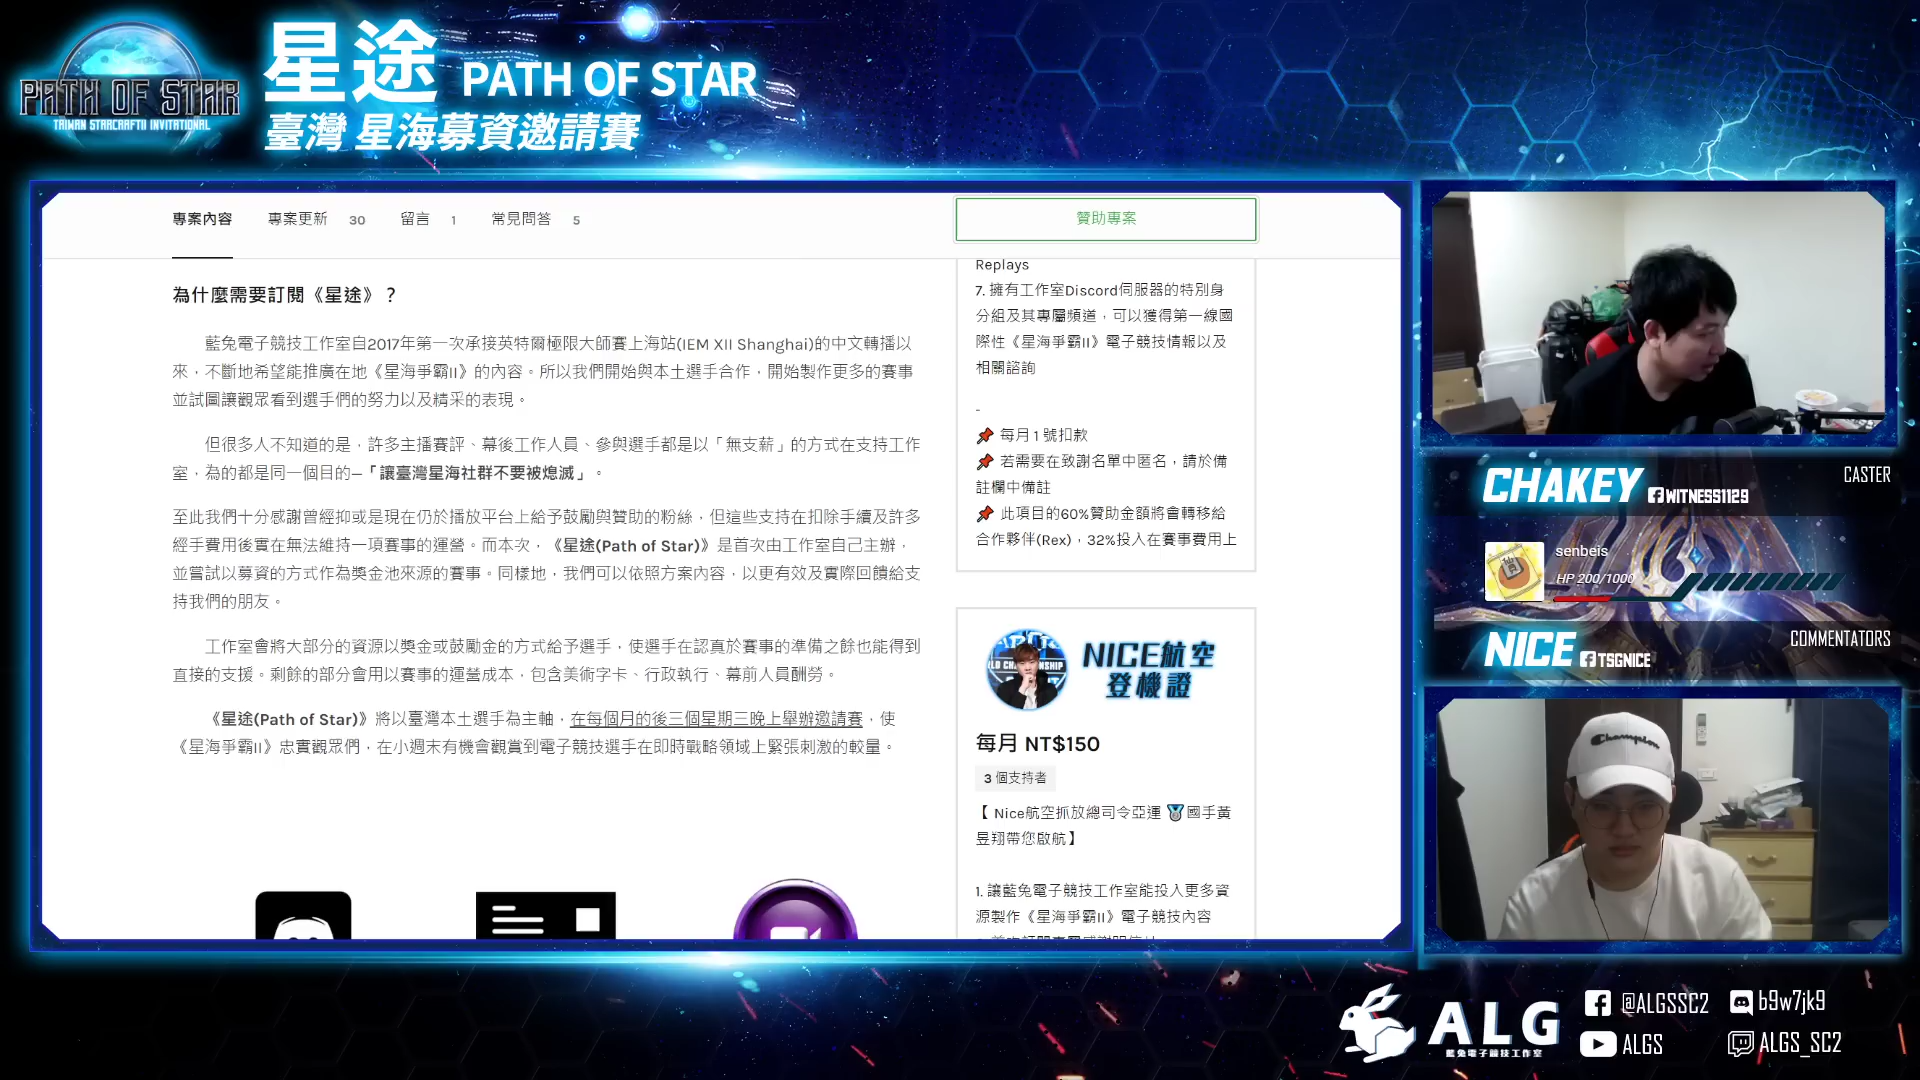 PATH OF STAR
TAIWAN STARCRAFTII INVITATIONAL
星途 PATH OF STAR
臺灣 星海募資邀請賽
專案內容 專案更新 30 留言 1 常見問答 5
贊助專案
為什麼需要訂閱《星途》？
藍兔電子競技工作室自2017年第一次承接英特爾極限大師賽上海站(IEM XII Shanghai)的中文轉播以
來，不斷地希望能推廣在地《星海爭霸II》的內容。所以我們開始與本土選手合作，開始製作更多的賽事
並試圖讓觀眾看到選手們的努力以及精采的表現。
但很多人不知道的是，許多主播賽評、幕後工作人員、參與選手都是以「無支薪」的方式在支持工作
室，為的都是同一個目的—「讓臺灣星海社群不要被熄滅」。
至此我們十分感謝曾經抑或是現在仍於播放平台上給予鼓勵與贊助的粉絲，但這些支持在扣除手續及許多
經手費用後實在無法維持一項賽事的運營。而本次，《星途(Path of Star)》是首次由工作室自己主辦，
並嘗試以募資的方式作為獎金池來源的賽事。同樣地，我們可以依照方案內容，以更有效及實際回饋給支
持我們的朋友。
工作室會將大部分的資源以獎金或鼓勵金的方式給予選手，使選手在認真於賽事的準備之餘也能得到
直接的支援。剩餘的部分會用以賽事的運營成本，包含美術字卡、行政執行、幕前人員酬勞。
《星途(Path of Star)》將以臺灣本土選手為主軸，在每個月的後三個星期三晚上舉辦邀請賽，使
《星海爭霸II》忠實觀眾們，在小週末有機會觀賞到電子競技選手在即時戰略領域上緊張刺激的較量。
Replays
7. 擁有工作室Discord伺服器的特別身
分組及其專屬頻道，可以獲得第一線國
際性《星海爭霸II》電子競技情報以及
相關諮詢
-
📌 每月 1 號扣款
📌 若需要在致謝名單中匿名，請於備
註欄中備註
📌 此項目的60%贊助金額將會轉移給
合作夥伴(Rex)，32%投入在賽事費用上
NICE航空
登機證
每月 NT$150
3 個支持者
【 Nice航空抓放總司令亞運 🏅國手黃
昱翔帶您啟航】
1. 讓藍兔電子競技工作室能投入更多資
源製作《星海爭霸II》電子競技內容
CHAKEY WITNESS1129 CASTER
senbeis
HP 200/1000
NICE TSGNICE COMMENTATORS
Champion
ALG
藍兔電子競技工作室
@ALGSSC2 b9w7jk9
ALGS ALGS_SC2